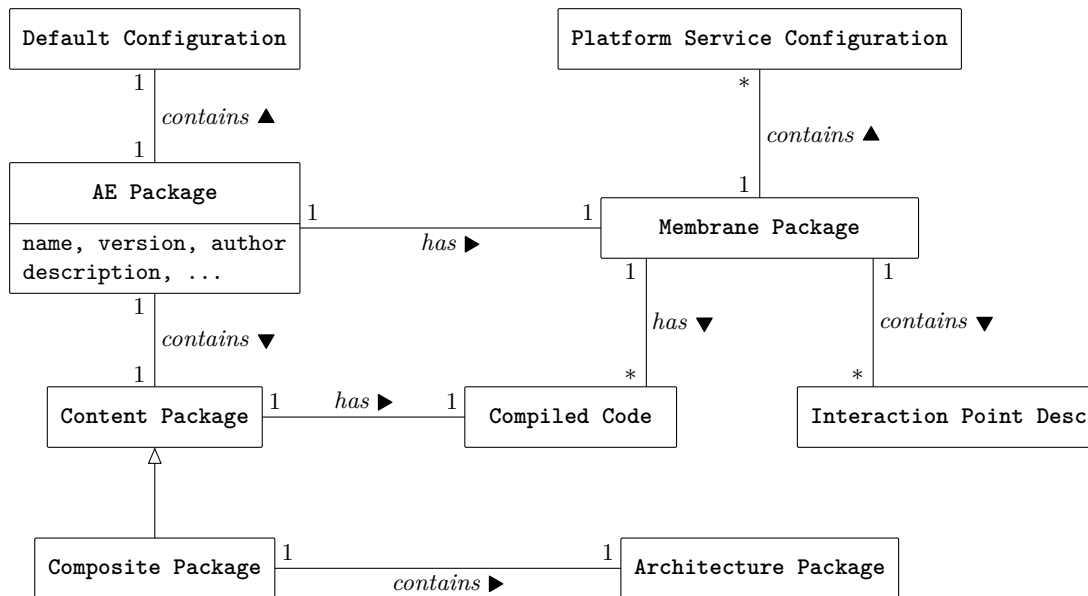 Default Configuration
Platform Service Configuration
1
*
contains ▲
contains ▲
1
1
AE Package
name, version, author
description, ...
1
has ▶
1
Membrane Package
1
1
1
contains ▼
has ▼
contains ▼
1
*
*
Content Package
1
has ▶
1
Compiled Code
Interaction Point Desc
Composite Package
1
contains ▶
1
Architecture Package